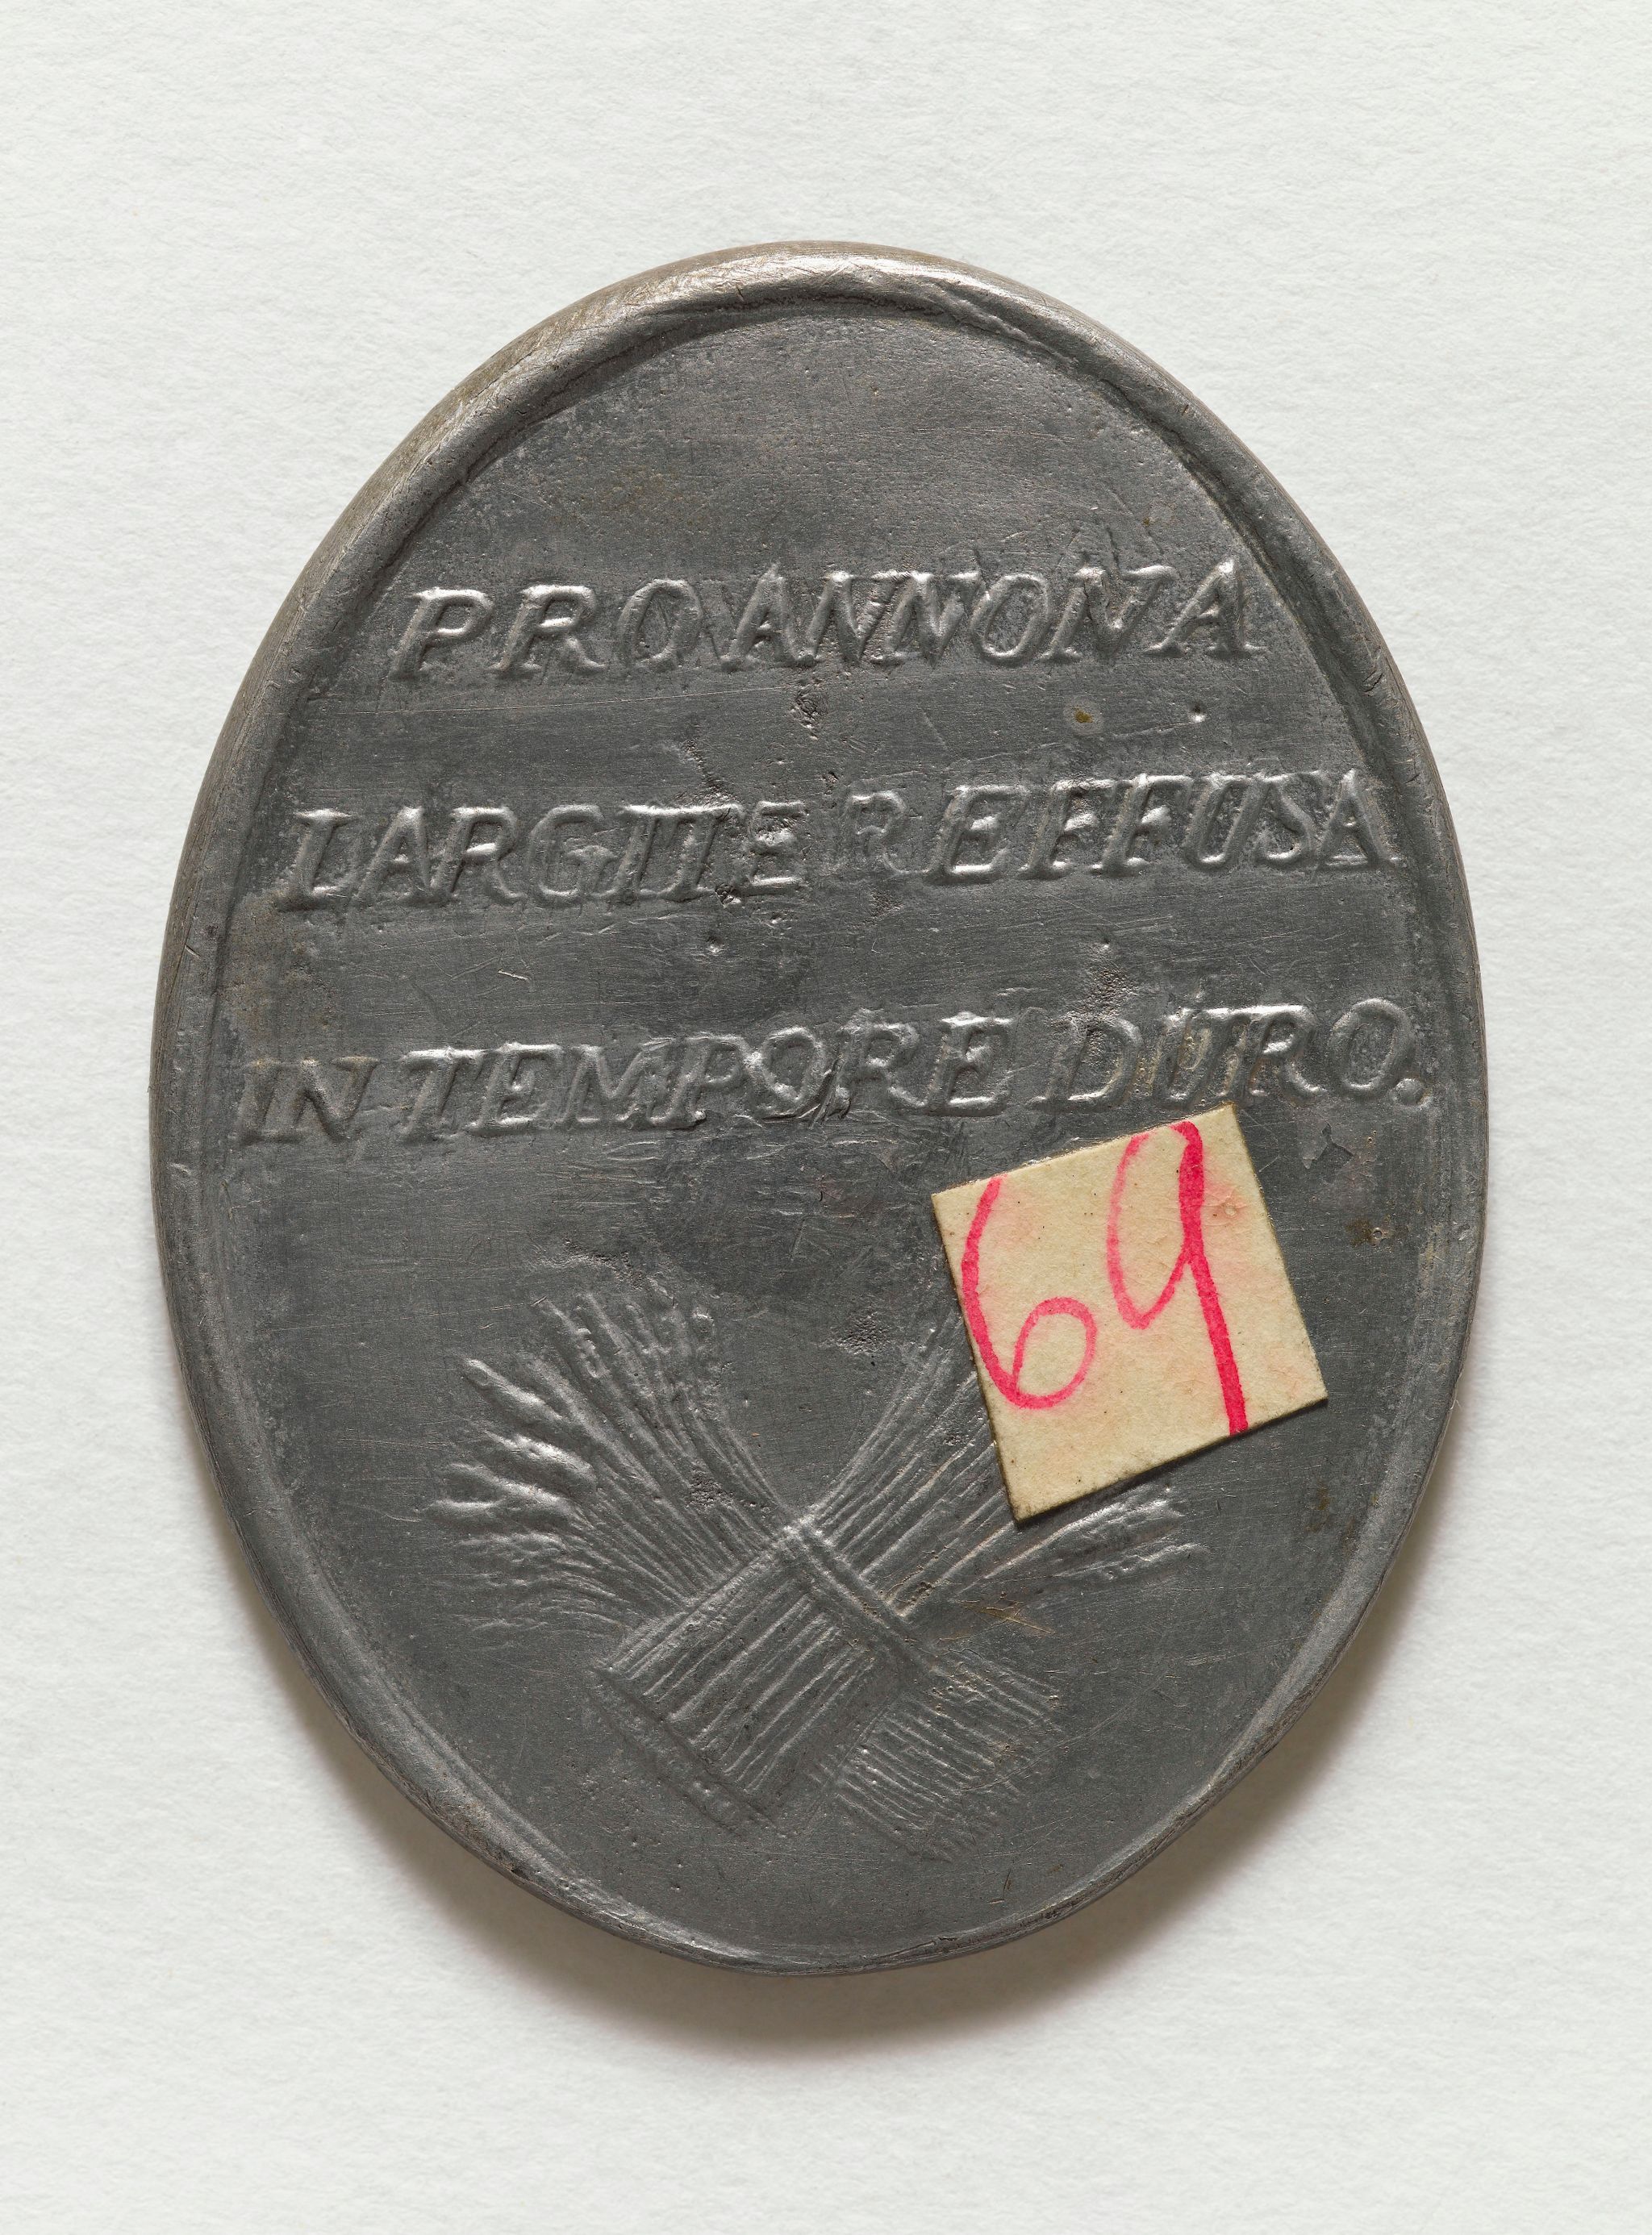 PRO ANNONA
LARGITER EFFUSA
IN TEMPORE DURO.
69